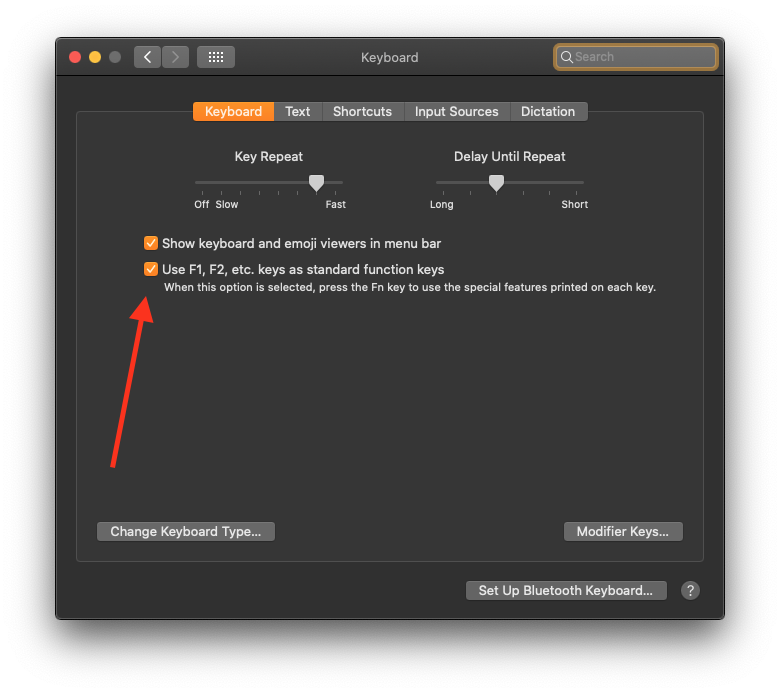 Keyboard
Search
Keyboard Text Shortcuts Input Sources Dictation
Key Repeat Delay Until Repeat
Off Slow Fast Long Short
Show keyboard and emoji viewers in menu bar
Use F1, F2, etc. keys as standard function keys
When this option is selected, press the Fn key to use the special features printed on each key.
Change Keyboard Type... Modifier Keys...
Set Up Bluetooth Keyboard... ?